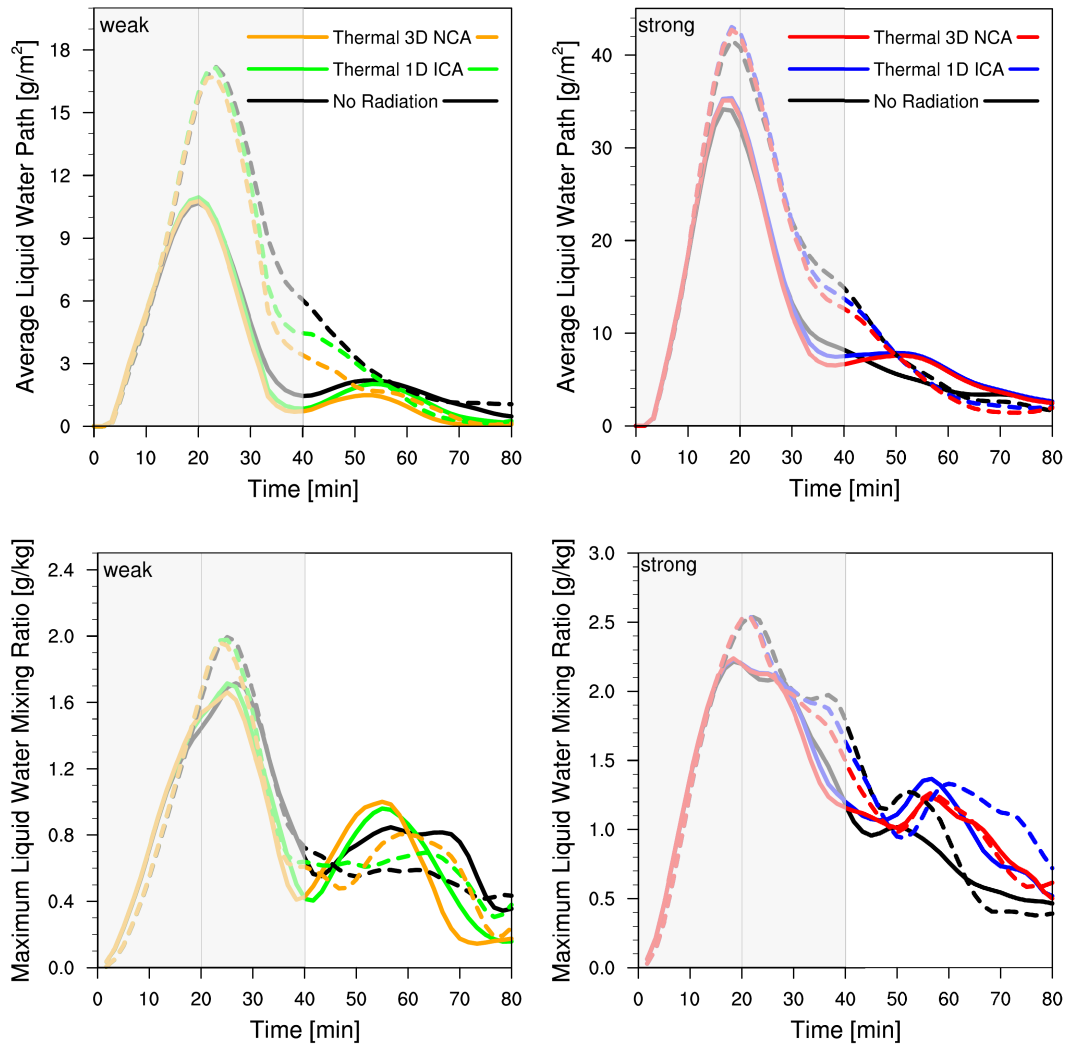 weak
Thermal 3D NCA
Thermal 1D ICA
No Radiation
Average Liquid Water Path [g/m²]
18
15
12
9
6
3
0
0 10 20 30 40 50 60 70 80
Time [min]
strong
Thermal 3D NCA
Thermal 1D ICA
No Radiation
Average Liquid Water Path [g/m²]
40
30
20
10
0
0 10 20 30 40 50 60 70 80
Time [min]
weak
Maximum Liquid Water Mixing Ratio [g/kg]
2.4
2.0
1.6
1.2
0.8
0.4
0.0
0 10 20 30 40 50 60 70 80
Time [min]
strong
Maximum Liquid Water Mixing Ratio [g/kg]
3.0
2.5
2.0
1.5
1.0
0.5
0.0
0 10 20 30 40 50 60 70 80
Time [min]